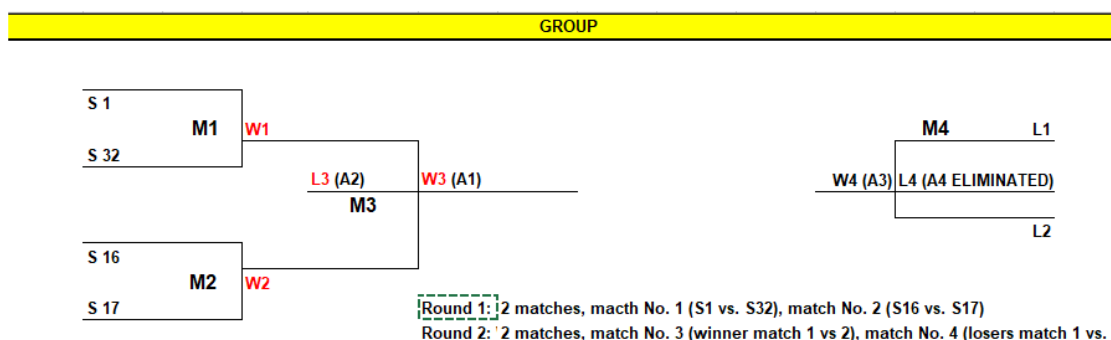 GROUP
S 1
M1
W1
S 32
L3 (A2)
W3 (A1)
M3
S 16
M2
W2
S 17
M4
L1
W4 (A3)
L4 (A4 ELIMINATED)
L2
Round 1: 2 matches, macth No. 1 (S1 vs. S32), match No. 2 (S16 vs. S17)
Round 2: ' 2 matches, match No. 3 (winner match 1 vs 2), match No. 4 (losers match 1 vs.